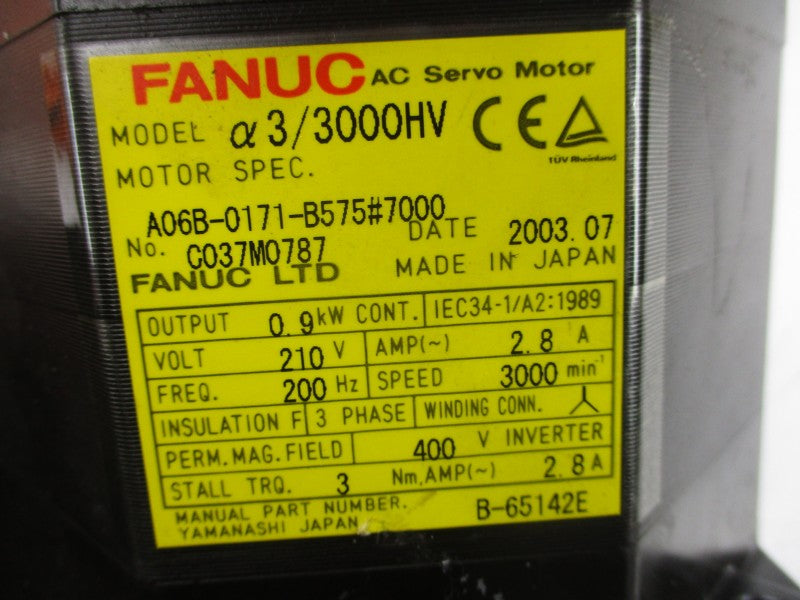 FANUC AC Servo Motor
MODEL α3/3000HV CE
TÜV Rheinland
MOTOR SPEC.
A06B-0171-B575#7000
No. C037M0787 DATE 2003.07
FANUC LTD MADE IN JAPAN
OUTPUT 0.9 kW CONT. IEC34-1/A2:1989
VOLT 210 V AMP(~) 2.8 A
FREQ. 200 Hz SPEED 3000 min⁻¹
INSULATION F 3 PHASE WINDING CONN.
PERM.MAG.FIELD 400 V INVERTER
STALL TRQ. 3 Nm,AMP(~) 2.8 A
MANUAL PART NUMBER. B-65142E
YAMANASHI JAPAN